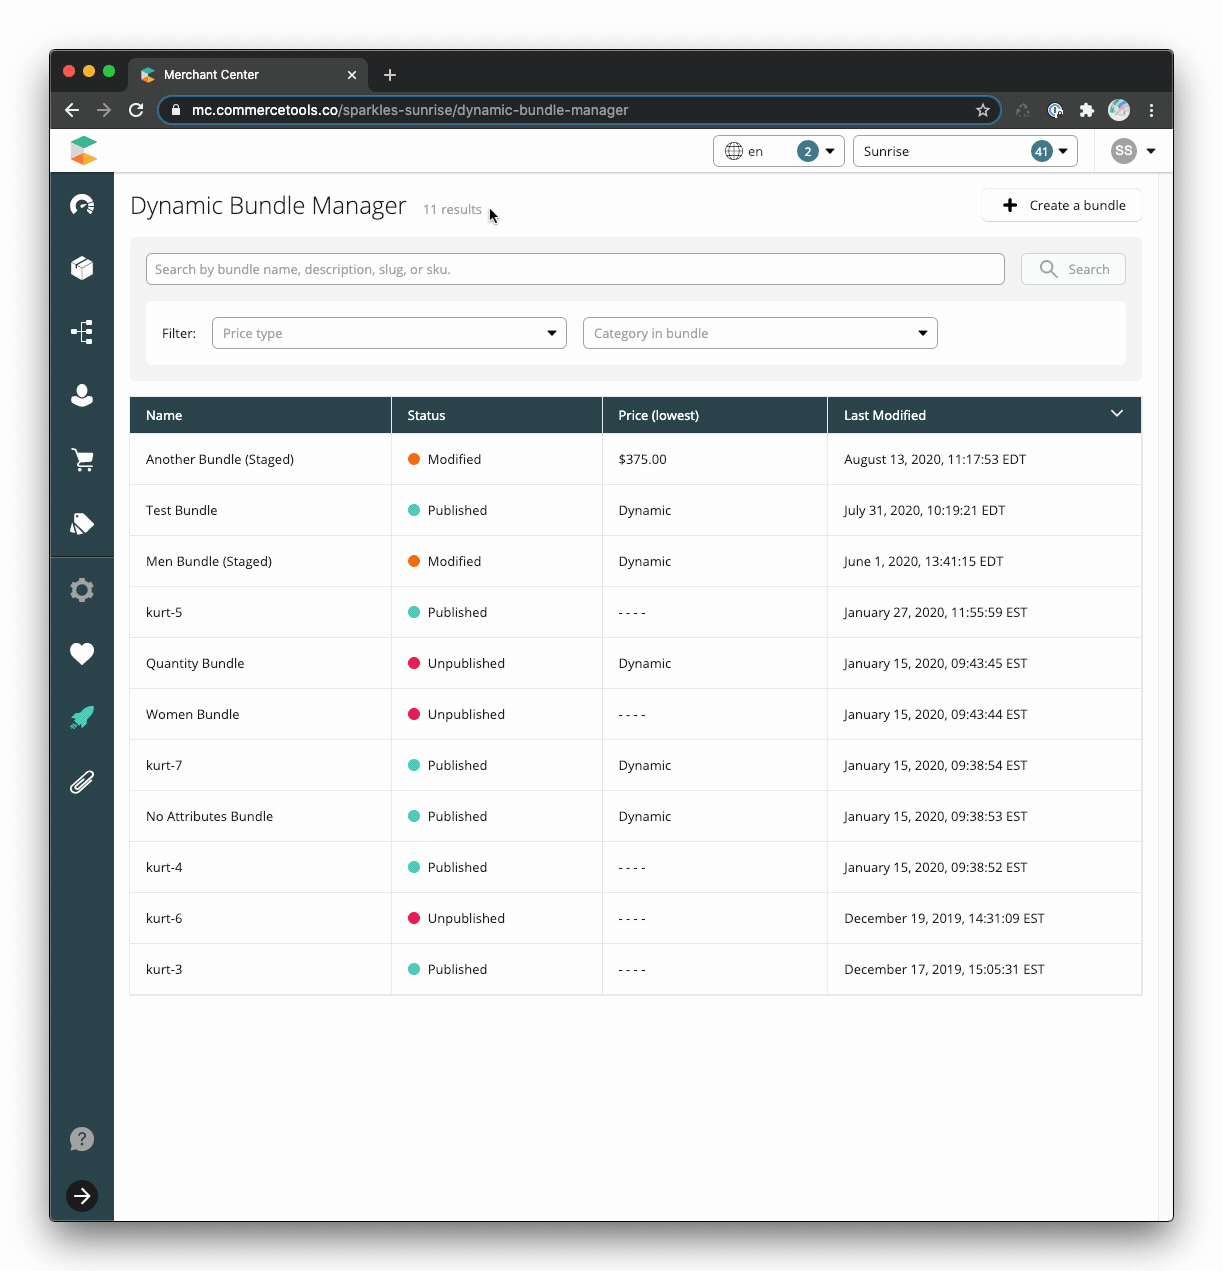 Merchant Center
mc.commercetools.co/sparkles-sunrise/dynamic-bundle-manager
en 2 Sunrise 41 SS
Dynamic Bundle Manager 11 results Create a bundle
Search by bundle name, description, slug, or sku. Search
Filter: Price type Category in bundle
Name Status Price (lowest) Last Modified
Another Bundle (Staged) Modified $375.00 August 13, 2020, 11:17:53 EDT
Test Bundle Published Dynamic July 31, 2020, 10:19:21 EDT
Men Bundle (Staged) Modified Dynamic June 1, 2020, 13:41:15 EDT
kurt-5 Published - - - - January 27, 2020, 11:55:59 EST
Quantity Bundle Unpublished Dynamic January 15, 2020, 09:43:45 EST
Women Bundle Unpublished - - - - January 15, 2020, 09:43:44 EST
kurt-7 Published Dynamic January 15, 2020, 09:38:54 EST
No Attributes Bundle Published Dynamic January 15, 2020, 09:38:53 EST
kurt-4 Published - - - - January 15, 2020, 09:38:52 EST
kurt-6 Unpublished - - - - December 19, 2019, 14:31:09 EST
kurt-3 Published - - - - December 17, 2019, 15:05:31 EST
?